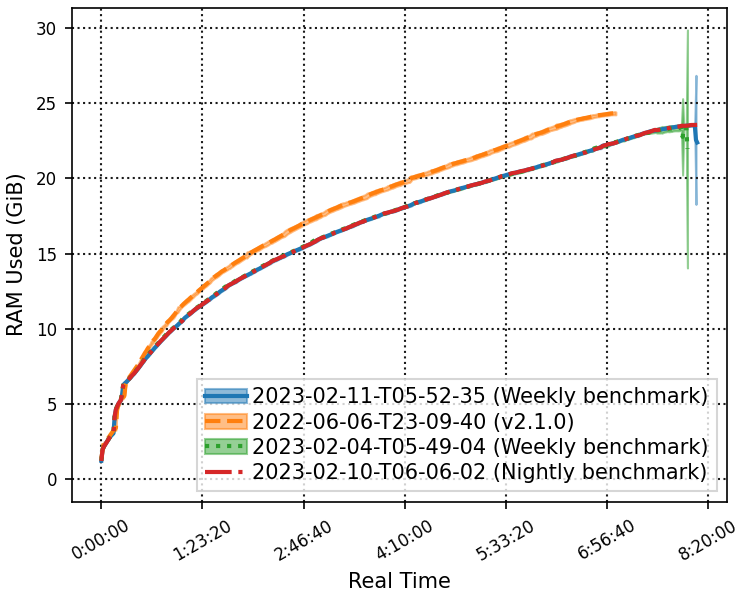 30
25
20
15
10
5
0
RAM Used (GiB)
2023-02-11-T05-52-35 (Weekly benchmark)
2022-06-06-T23-09-40 (v2.1.0)
2023-02-04-T05-49-04 (Weekly benchmark)
2023-02-10-T06-06-02 (Nightly benchmark)
0:00:00 1:23:20 2:46:40 4:10:00 5:33:20 6:56:40 8:20:00
Real Time